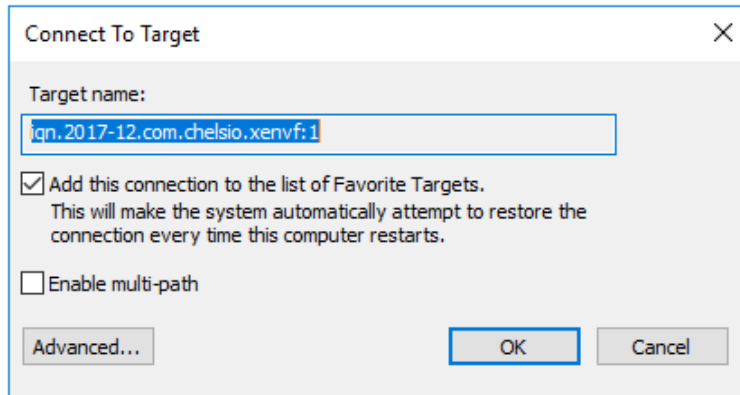 Connect To Target
Target name:
iqn.2017-12.com.chelsio.xenvf:1
Add this connection to the list of Favorite Targets.
This will make the system automatically attempt to restore the
connection every time this computer restarts.
Enable multi-path
Advanced...
OK
Cancel